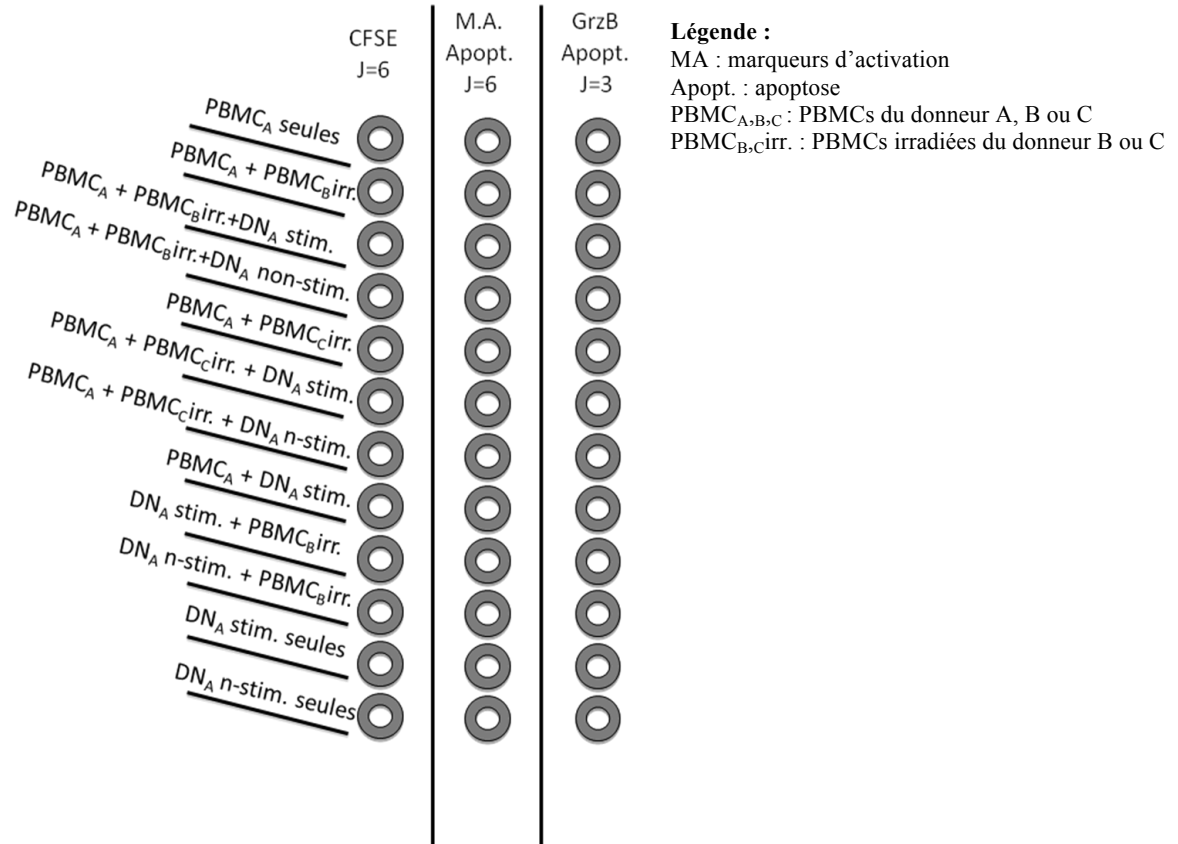 CFSE
J=6
M.A.
Apopt.
J=6
GrzB
Apopt.
J=3
Légende :
MA : marqueurs d'activation
Apopt. : apoptose
PBMCA,B,C : PBMCs du donneur A, B ou C
PBMCB,Cirr. : PBMCs irradiées du donneur B ou C
PBMCA seules
PBMCA + PBMCBirr.
PBMCA + PBMCBirr.+DNA stim.
PBMCA + PBMCBirr.+DNA non-stim.
PBMCA + PBMCCirr.
PBMCA + PBMCCirr. + DNA stim.
PBMCA + PBMCCirr. + DNA n-stim.
PBMCA + DNA stim.
DNA stim. + PBMCBirr.
DNA n-stim. + PBMCBirr.
DNA stim. seules
DNA n-stim. seules